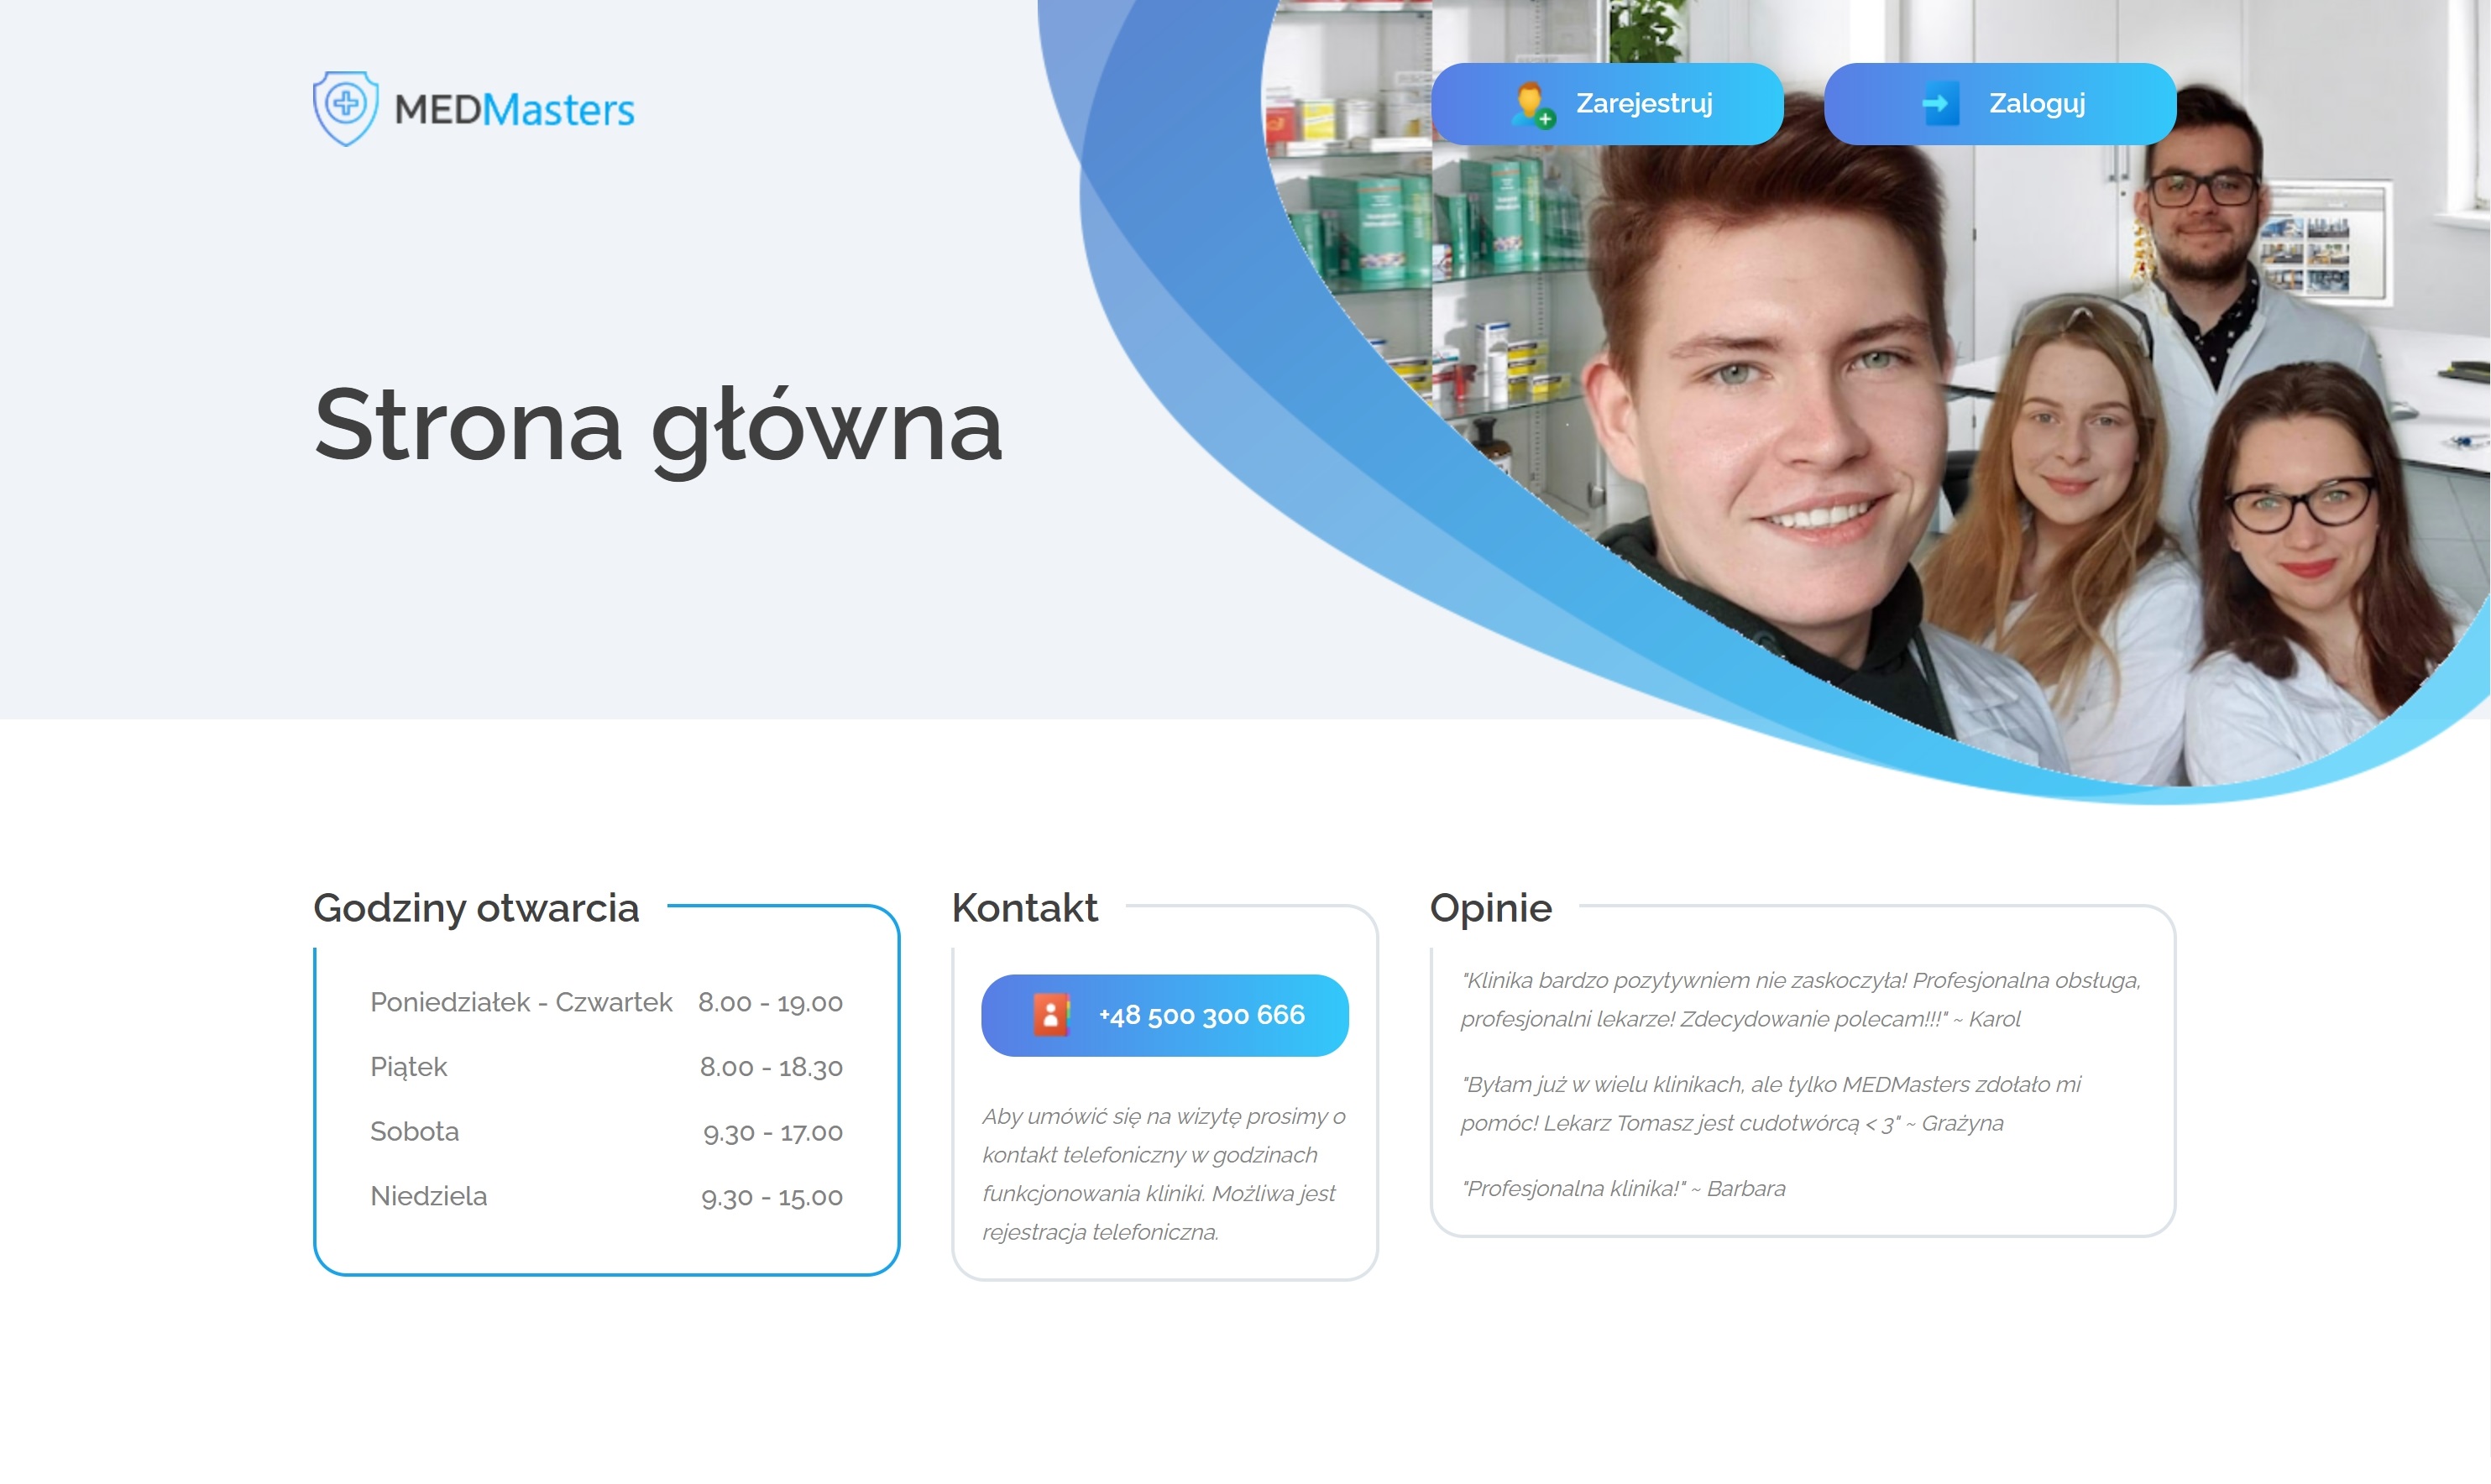 MEDMasters
Zarejestruj
Zaloguj
Strona główna
Godziny otwarcia
Poniedziałek - Czwartek 8.00 - 19.00
Piątek 8.00 - 18.30
Sobota 9.30 - 17.00
Niedziela 9.30 - 15.00
Kontakt
+48 500 300 666
Aby umówić się na wizytę prosimy o
kontakt telefoniczny w godzinach
funkcjonowania kliniki. Możliwa jest
rejestracja telefoniczna.
Opinie
"Klinika bardzo pozytywniem nie zaskoczyła! Profesjonalna obsługa,
profesjonalni lekarze! Zdecydowanie polecam!!!" ~ Karol
"Byłam już w wielu klinikach, ale tylko MEDMasters zdołało mi
pomóc! Lekarz Tomasz jest cudotwórcą < 3" ~ Grażyna
"Profesjonalna klinika!" ~ Barbara